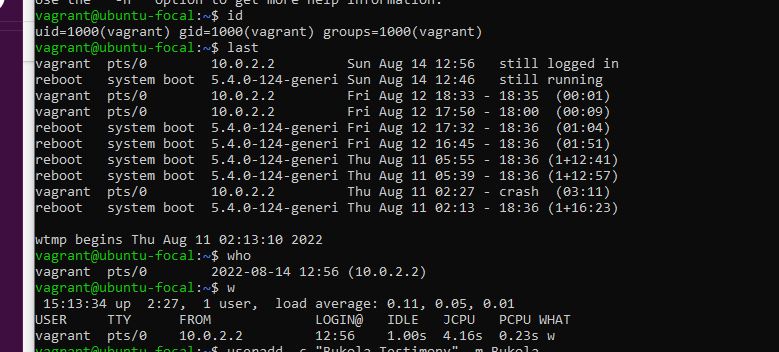 Use the "-h" option to get more help information.
vagrant@ubuntu-focal:~$ id
uid=1000(vagrant) gid=1000(vagrant) groups=1000(vagrant)
vagrant@ubuntu-focal:~$ last
vagrant  pts/0        10.0.2.2         Sun Aug 14 12:56   still logged in
reboot   system boot  5.4.0-124-generi Sun Aug 14 12:46   still running
vagrant  pts/0        10.0.2.2         Fri Aug 12 18:33 - 18:35  (00:01)
vagrant  pts/0        10.0.2.2         Fri Aug 12 17:50 - 18:00  (00:09)
reboot   system boot  5.4.0-124-generi Fri Aug 12 17:32 - 18:36  (01:04)
reboot   system boot  5.4.0-124-generi Fri Aug 12 16:45 - 18:36  (01:51)
reboot   system boot  5.4.0-124-generi Thu Aug 11 05:55 - 18:36 (1+12:41)
reboot   system boot  5.4.0-124-generi Thu Aug 11 05:39 - 18:36 (1+12:57)
vagrant  pts/0        10.0.2.2         Thu Aug 11 02:27 - crash  (03:11)
reboot   system boot  5.4.0-124-generi Thu Aug 11 02:13 - 18:36 (1+16:23)
wtmp begins Thu Aug 11 02:13:10 2022
vagrant@ubuntu-focal:~$ who
vagrant  pts/0        2022-08-14 12:56 (10.0.2.2)
vagrant@ubuntu-focal:~$ w
 15:13:34 up  2:27,  1 user,  load average: 0.11, 0.05, 0.01
USER     TTY      FROM             LOGIN@   IDLE   JCPU   PCPU WHAT
vagrant  pts/0    10.0.2.2         12:56    1.00s  4.16s  0.23s w
vagrant@ubuntu-focal:~$ useradd -c "Bukola Testimony" -m Bukola